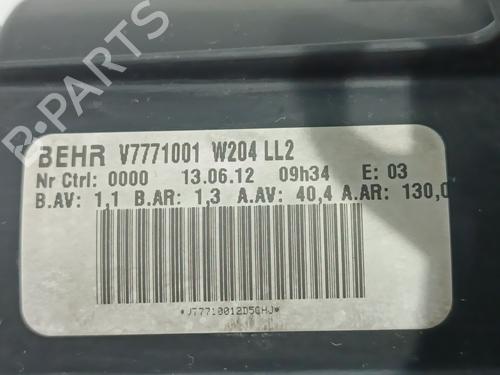 B-PARTS
BEHR V7771001 W204 LL2
Nr Ctrl: 0000 13.06.12 09h34 E: 03
B.AV: 1,1 B.AR: 1,3 A.AV: 40,4 A.AR: 130,0
*J77710012D5CHJ*